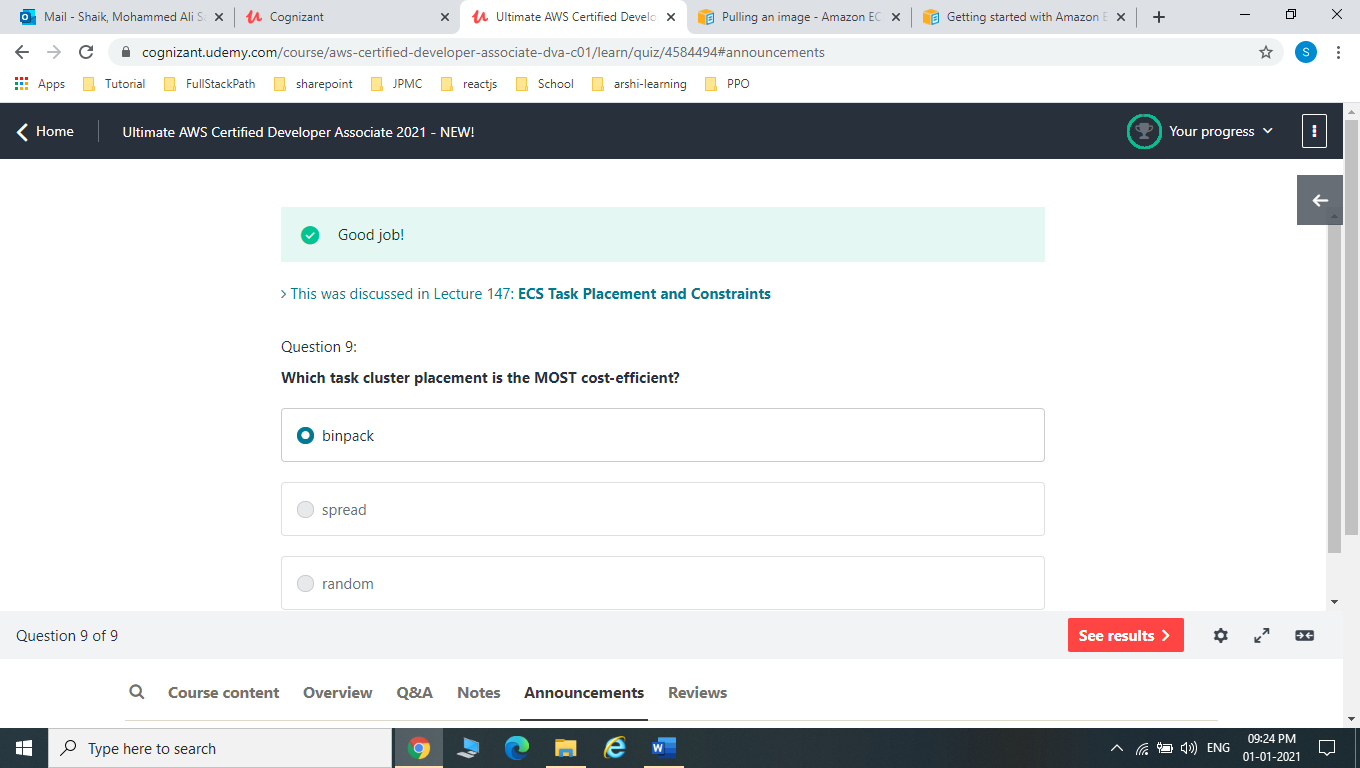 Mail - Shaik, Mohammed Ali S
Cognizant
Ultimate AWS Certified Develo
Pulling an image - Amazon EC
Getting started with Amazon E
cognizant.udemy.com/course/aws-certified-developer-associate-dva-c01/learn/quiz/4584494#announcements
S
Apps
Tutorial
FullStackPath
sharepoint
JPMC
reactjs
School
arshi-learning
PPO
Home
Ultimate AWS Certified Developer Associate 2021 - NEW!
Your progress
Good job!
> This was discussed in Lecture 147: ECS Task Placement and Constraints
Question 9:
Which task cluster placement is the MOST cost-efficient?
binpack
spread
random
Question 9 of 9
See results
Course content
Overview
Q&A
Notes
Announcements
Reviews
Type here to search
ENG
09:24 PM
01-01-2021